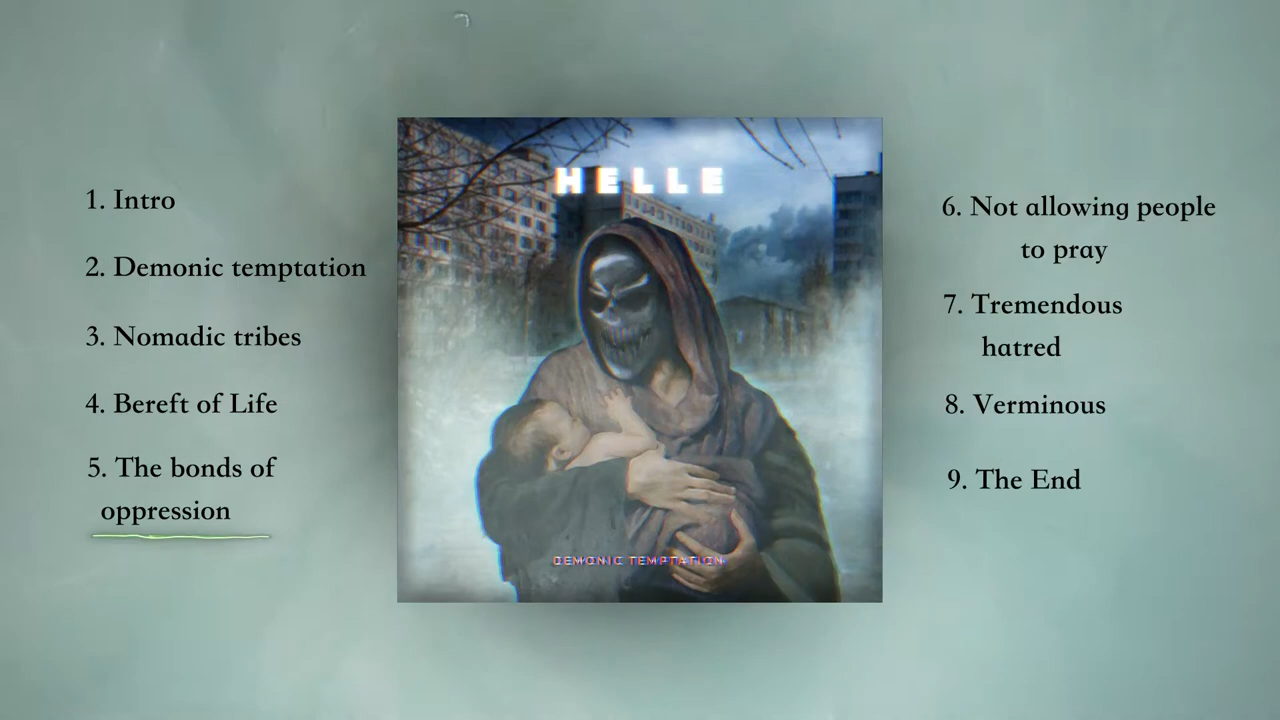 1. Intro
2. Demonic temptation
3. Nomadic tribes
4. Bereft of Life
5. The bonds of
oppression
HELLE
DEMONIC TEMPTATION
6. Not allowing people
to pray
7. Tremendous
hatred
8. Verminous
9. The End